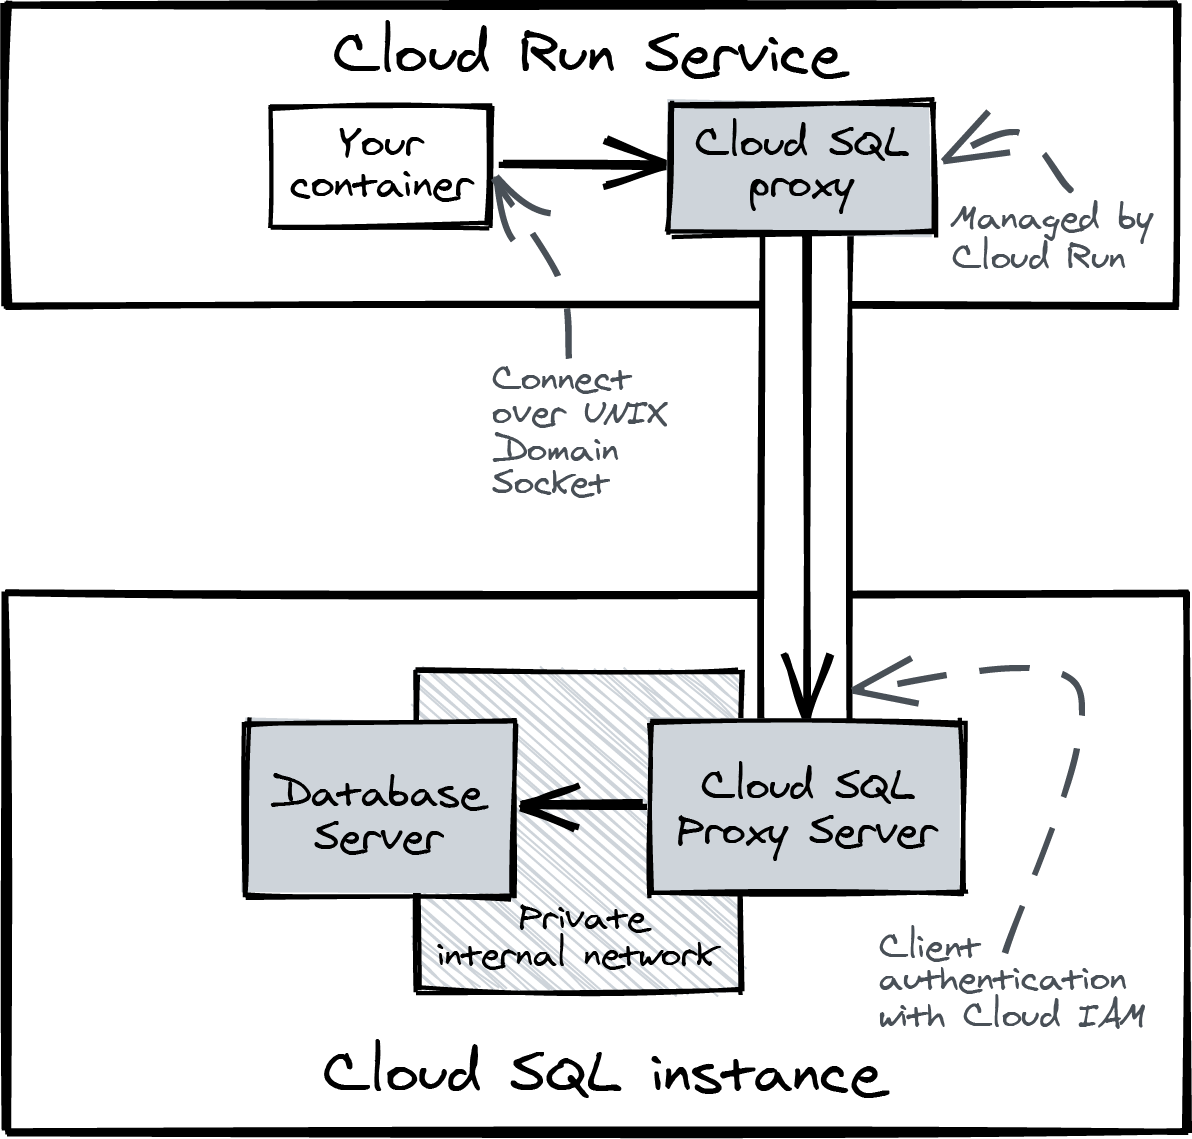 Cloud Run Service
Your
container
Cloud SQL
proxy
Managed by
Cloud Run
Connect
over UNIX
Domain
Socket
Database
Server
Cloud SQL
Proxy Server
Private
internal network
Client
authentication
with Cloud IAM
Cloud SQL instance